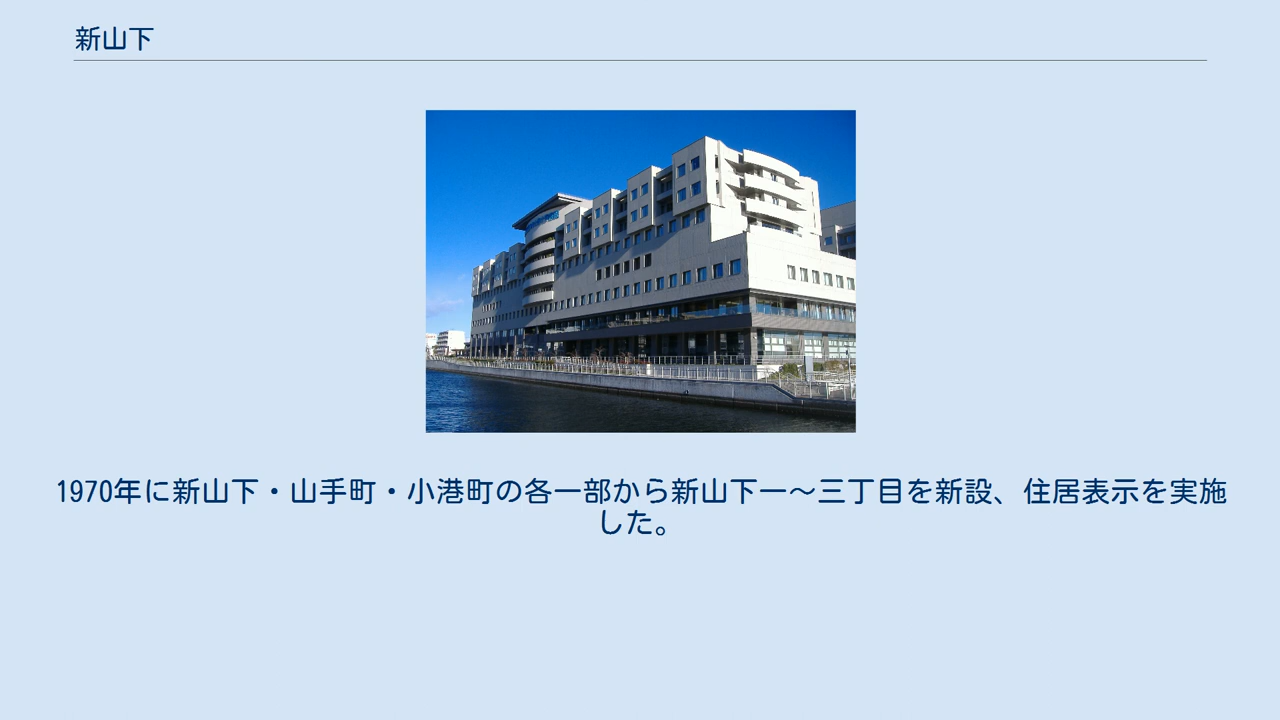 新山下
1970年に新山下・山手町・小港町の各一部から新山下一〜三丁目を新設、住居表示を実施
した。